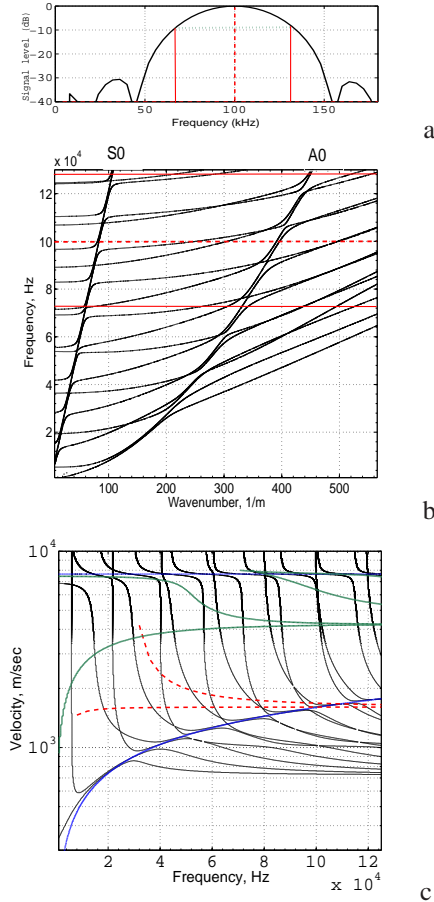 Signal level (dB)
0
-10
-20
-30
-40
0
50
100
150
Frequency (kHz)
a
x 10^4
S0
A0
Frequency, Hz
12
10
8
6
4
2
100
200
300
400
500
Wavenumber, 1/m
b
Velocity, m/sec
10^4
10^3
2
4
6
8
10
12
Frequency, Hz
x 10^4
c